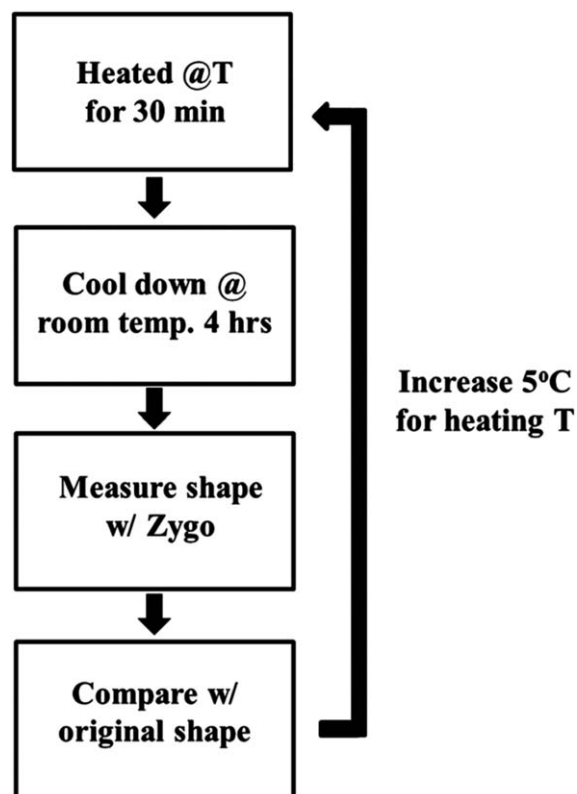 Heated @T
for 30 min
Cool down @
room temp. 4 hrs
Measure shape
w/ Zygo
Compare w/
original shape
Increase 5ºC
for heating T